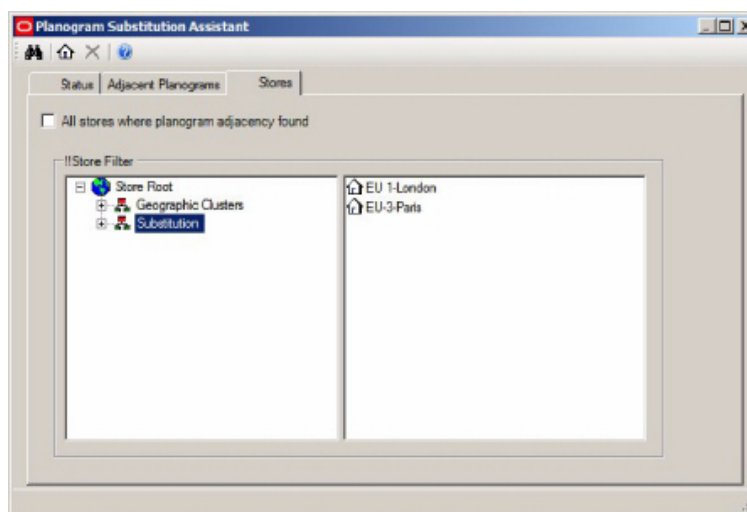 Planogram Substitution Assistant
Status Adjacent Planograms Stores
All stores where planogram adjacency found
!!Store Filter
Store Root
Geographic Clusters
Substitution
EU 1-London
EU-3-Paris